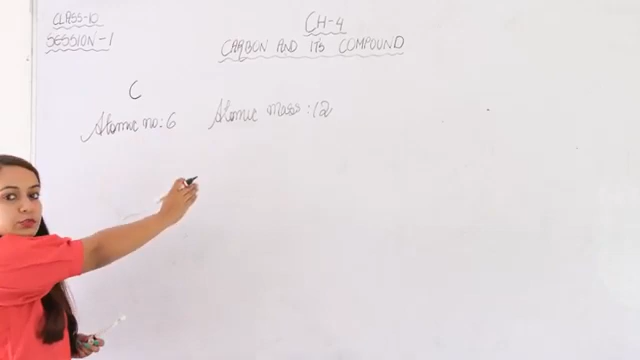 CLASS-10
SESSION-1
CH-4
CARBON AND ITS COMPOUND
C
Atomic no: 6 Atomic mass: 12